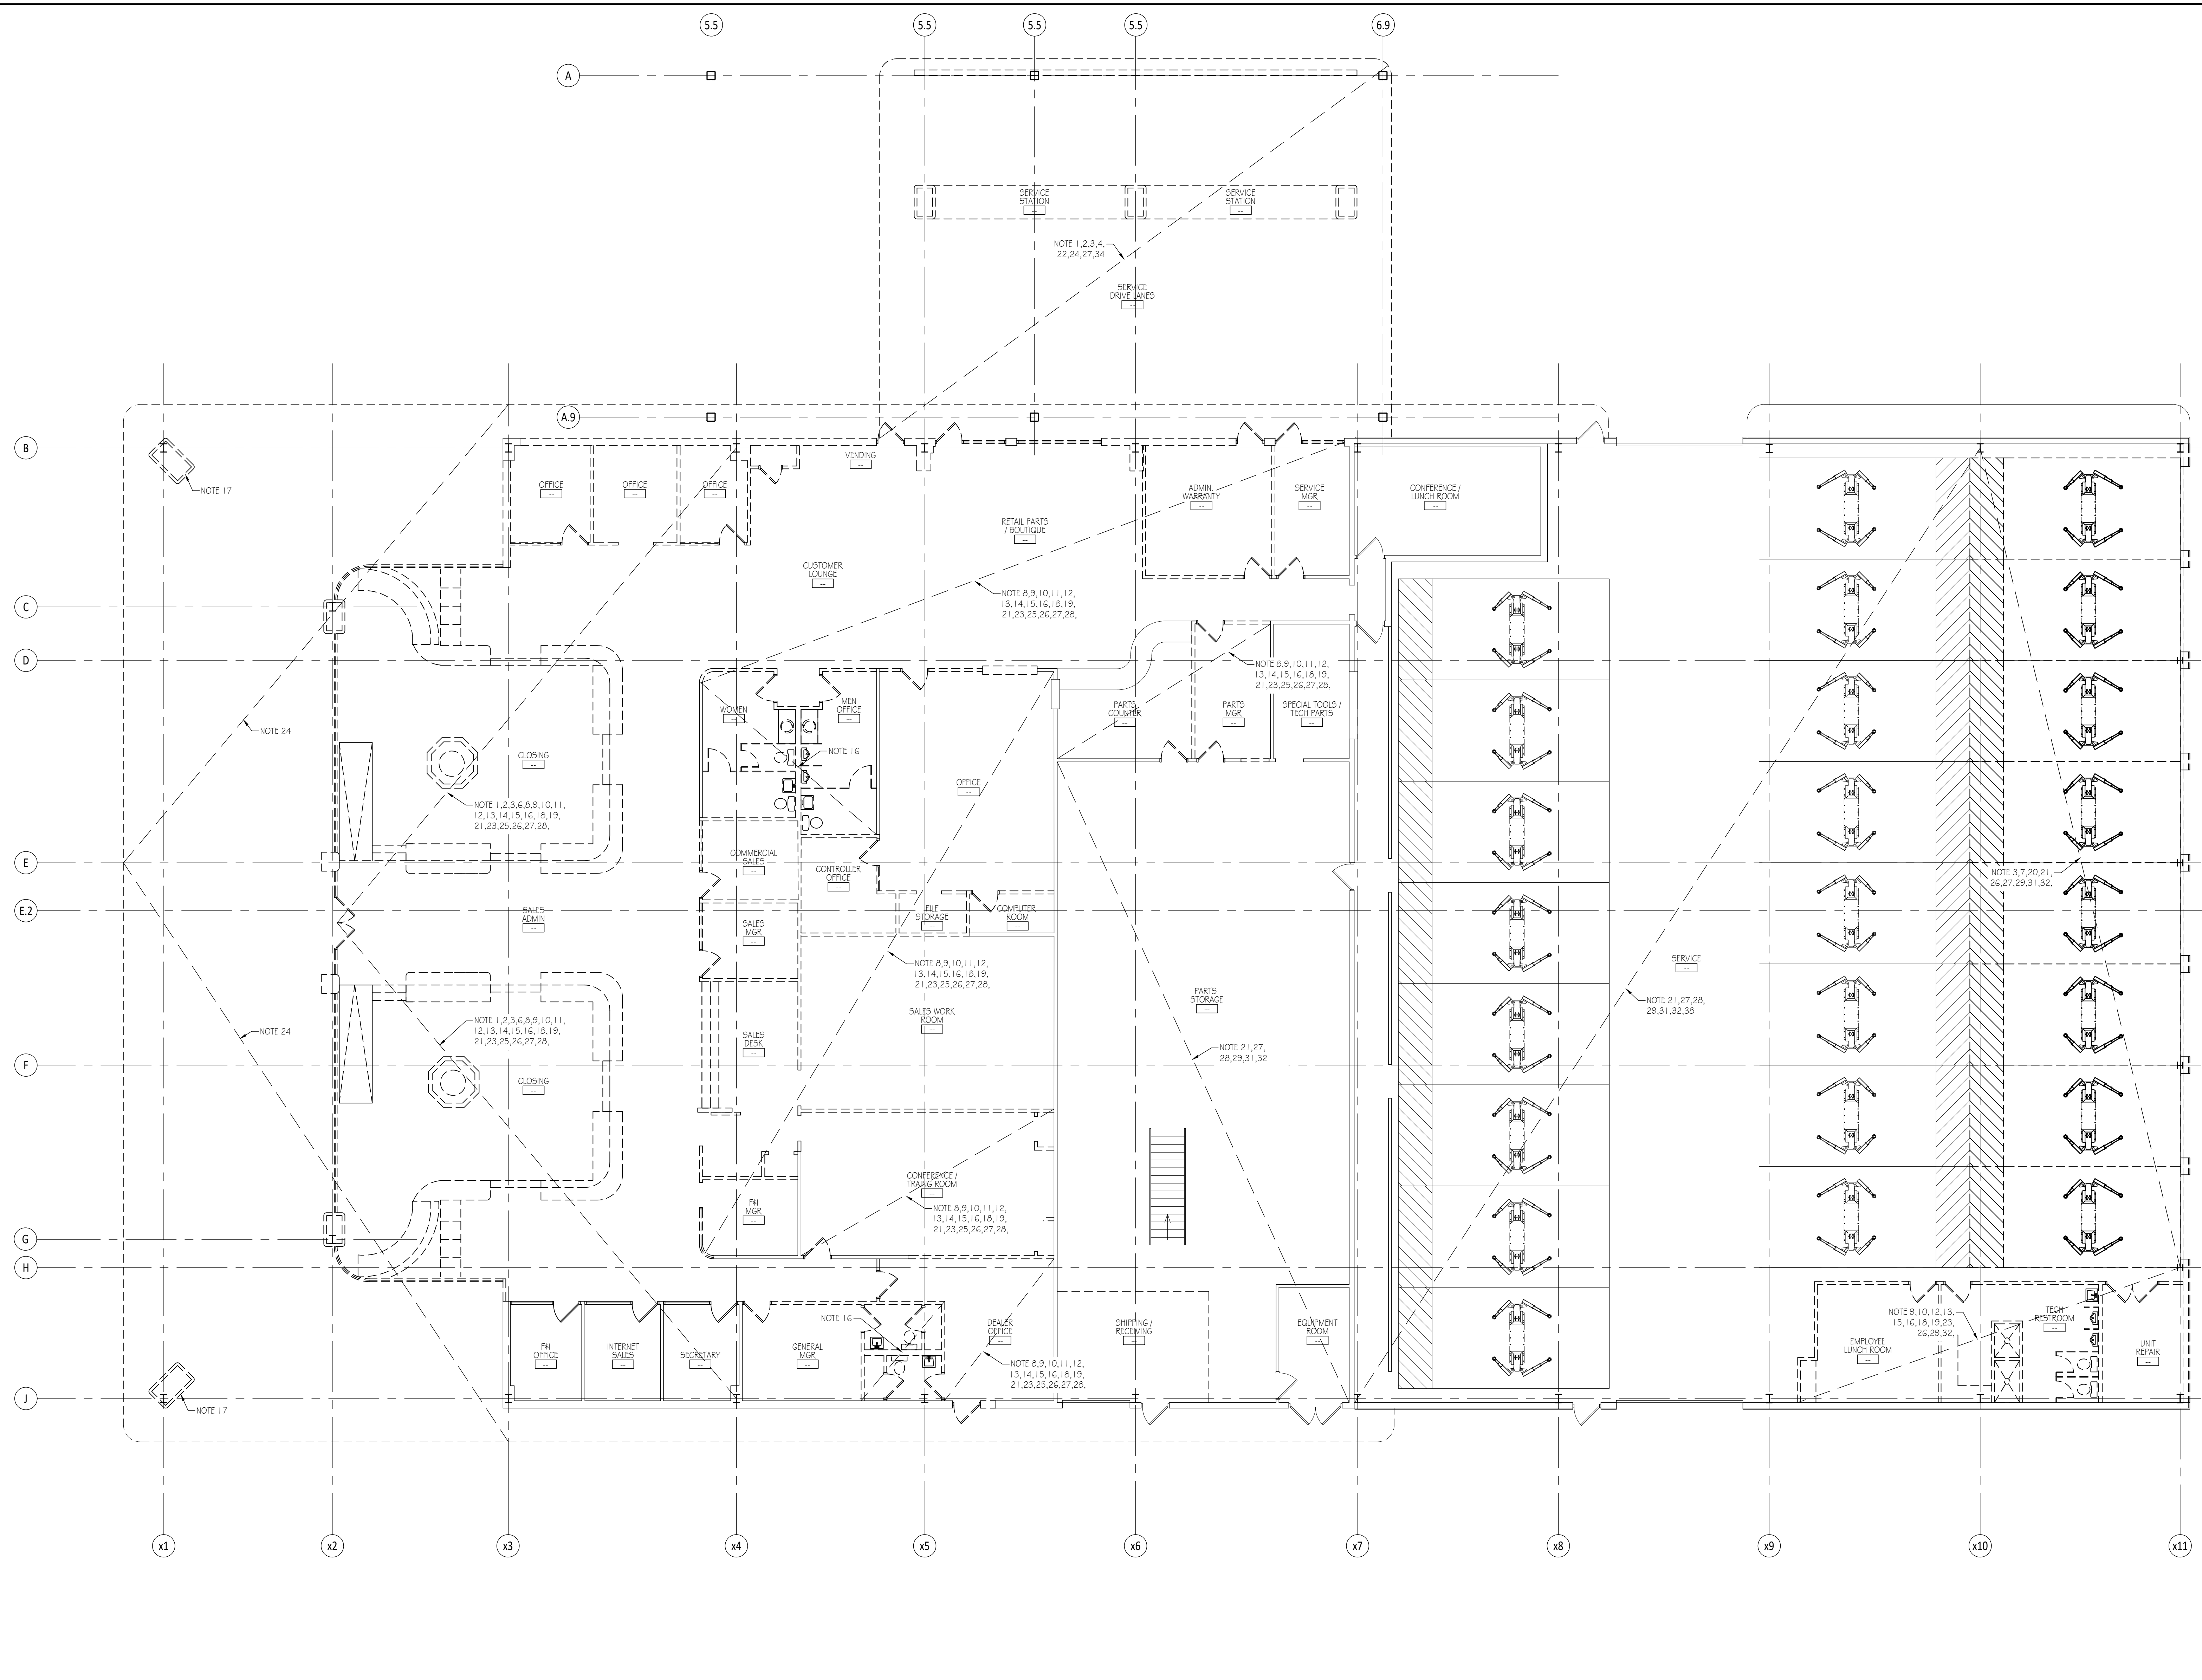 5.5
5.5
5.5
5.5
6.9
A
SERVICE
STATION
--
SERVICE
STATION
--
NOTE 1,2,3,4,
22,24,27,34
SERVICE
DRIVE LANES
--
A.9
B
NOTE 17
OFFICE
--
OFFICE
--
OFFICE
--
VENDING
--
RETAIL PARTS
/ BOUTIQUE
--
ADMIN.
WARRANTY
--
SERVICE
MGR
--
CONFERENCE /
LUNCH ROOM
--
CUSTOMER
LOUNGE
--
NOTE 8,9,10,11,12,
13,14,15,16,18,19,
21,23,25,26,27,28,
C
D
NOTE 8,9,10,11,12,
13,14,15,16,18,19,
21,23,25,26,27,28,
WOMEN
--
MEN
OFFICE
--
PARTS
COUNTER
--
PARTS
MGR
--
SPECIAL TOOLS /
TECH PARTS
--
NOTE 24
CLOSING
--
NOTE 16
OFFICE
--
NOTE 1,2,3,6,8,9,10,11,
12,13,14,15,16,18,19,
21,23,25,26,27,28,
E
COMMERCIAL
SALES
--
CONTROLLER
OFFICE
--
NOTE 3,7,20,21,
26,27,29,31,32,
E.2
SALES
ADMIN
--
SALES
MGR
--
FILE
STORAGE
--
COMPUTER
ROOM
--
NOTE 8,9,10,11,12,
13,14,15,16,18,19,
21,23,25,26,27,28,
SERVICE
--
PARTS
STORAGE
--
NOTE 21,27,28,
29,31,32,38
SALES WORK
ROOM
--
NOTE 24
NOTE 1,2,3,6,8,9,10,11,
12,13,14,15,16,18,19,
21,23,25,26,27,28,
SALES
DESK
--
NOTE 21,27,
28,29,31,32
F
CLOSING
--
CONFERENCE /
TRAING ROOM
--
NOTE 8,9,10,11,12,
13,14,15,16,18,19,
21,23,25,26,27,28,
F&I
MGR
--
G
H
NOTE 16
DEALER
OFFICE
--
SHIPPING /
RECEIVING
--
EQUIPMENT
ROOM
--
NOTE 9,10,12,13,
15,16,18,19,23,
26,29,32,
TECH
RESTROOM
--
F&I
OFFICE
--
INTERNET
SALES
--
SECRETARY
--
GENERAL
MGR
--
EMPLOYEE
LUNCH ROOM
--
UNIT
REPAIR
--
NOTE 8,9,10,11,12,
13,14,15,16,18,19,
21,23,25,26,27,28,
J
NOTE 17
x1
x2
x3
x4
x5
x6
x7
x8
x9
x10
x11